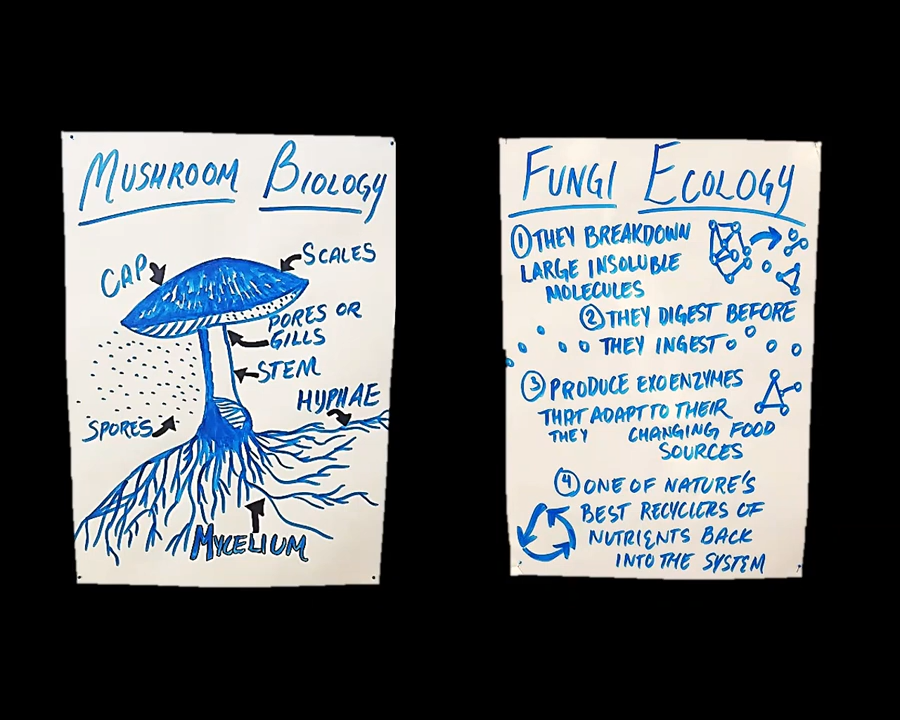 MUSHROOM BIOLOGY
CAP
SCALES
PORES OR
GILLS
STEM
HYPHAE
SPORES
MYCELIUM
FUNGI ECOLOGY
1 THEY BREAKDOWN
LARGE INSOLUBLE
MOLECULES
2 THEY DIGEST BEFORE
THEY INGEST
3 PRODUCE EXOENZYMES
THAT ADAPT TO THEIR
THEY CHANGING FOOD
SOURCES
4 ONE OF NATURE'S
BEST RECYCLERS OF
NUTRIENTS BACK
INTO THE SYSTEM